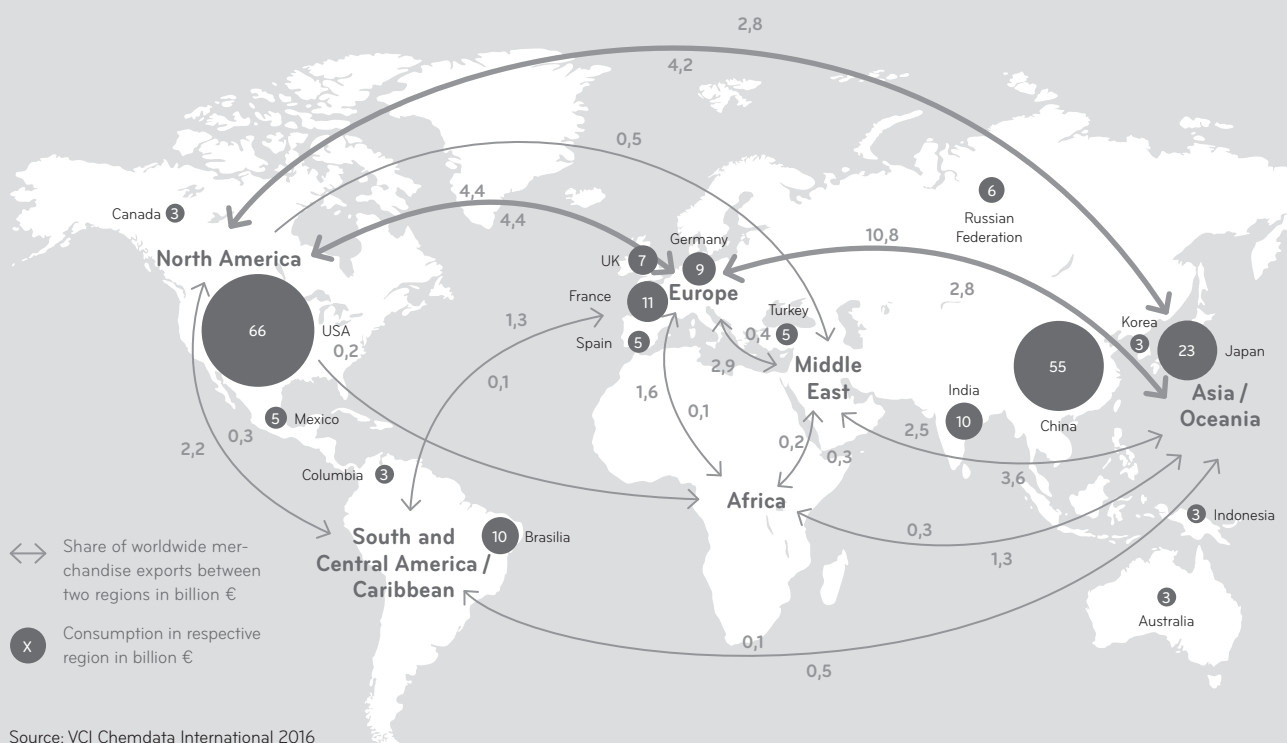 2,8
4,2
0,5
4,4
4,4
Canada 3
North America
66
USA
0,2
5 Mexico
2,2
0,3
Columbia 3
South and
Central America /
Caribbean
10 Brasilia
1,3
0,1
UK 7
Germany
9
France 11
Europe
Spain 5
Turkey
5
0,4
2,9
Middle
East
1,6
0,1
0,2
0,3
Africa
6
Russian
Federation
10,8
2,8
Korea
3
23 Japan
55
China
India
10
Asia /
Oceania
2,5
3,6
0,3
1,3
3 Indonesia
3
Australia
0,1
0,5
Share of worldwide mer-
chandise exports between
two regions in billion €
X
Consumption in respective
region in billion €
Source: VCI Chemdata International 2016